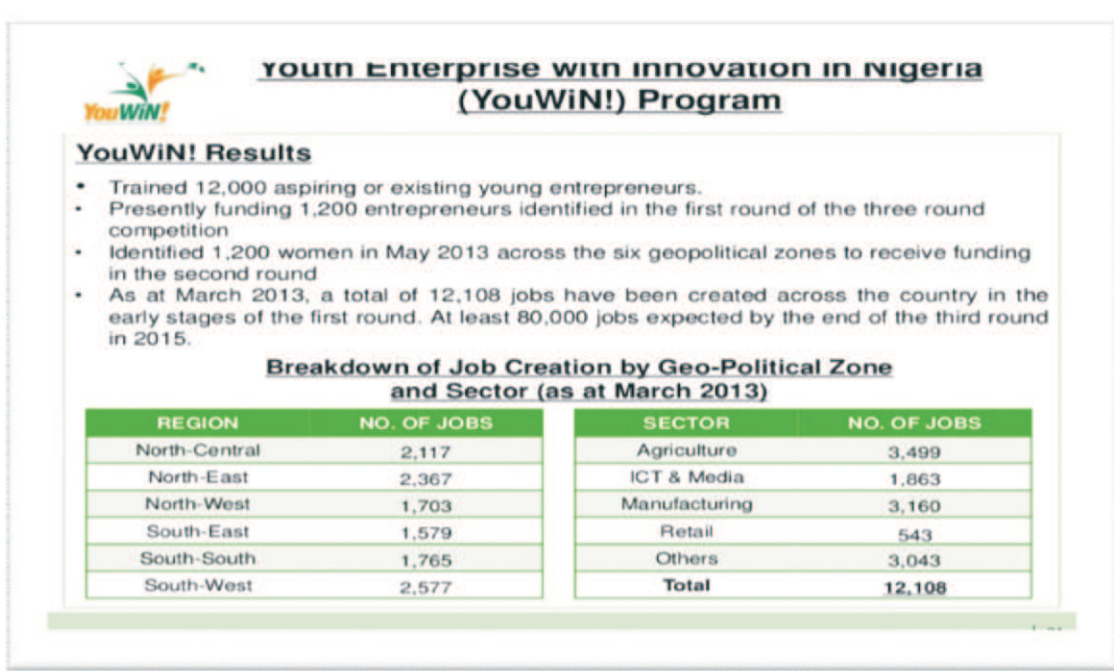 Youth Enterprise with Innovation in Nigeria
(YouWiN!) Program
YouWiN!
YouWiN! Results
• Trained 12,000 aspiring or existing young entrepreneurs.
• Presently funding 1,200 entrepreneurs identified in the first round of the three round
competition
• Identified 1,200 women in May 2013 across the six geopolitical zones to receive funding
in the second round
• As at March 2013, a total of 12,108 jobs have been created across the country in the
early stages of the first round. At least 80,000 jobs expected by the end of the third round
in 2015.
Breakdown of Job Creation by Geo-Political Zone
and Sector (as at March 2013)
REGION NO. OF JOBS
North-Central 2,117
North-East 2,367
North-West 1,703
South-East 1,579
South-South 1,765
South-West 2,577
SECTOR NO. OF JOBS
Agriculture 3,499
ICT & Media 1,863
Manufacturing 3,160
Retail 543
Others 3,043
Total 12,108